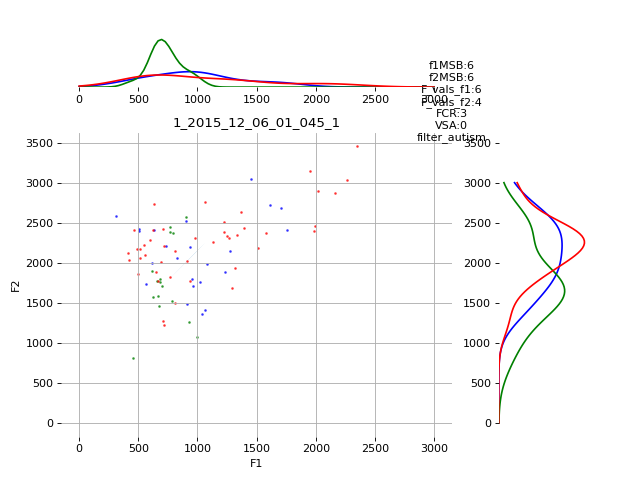 f1MSB:6
f2MSB:6
F_vals_f1:6
F_vals_f2:4
FCR:3
VSA:0
filter_autism
0 500 1000 1500 2000 2500 3000
1_2015_12_06_01_045_1
3500
3000
2500
2000
1500
1000
500
0
F2
0 500 1000 1500 2000 2500 3000
F1
3500
3000
2500
2000
1500
1000
500
0